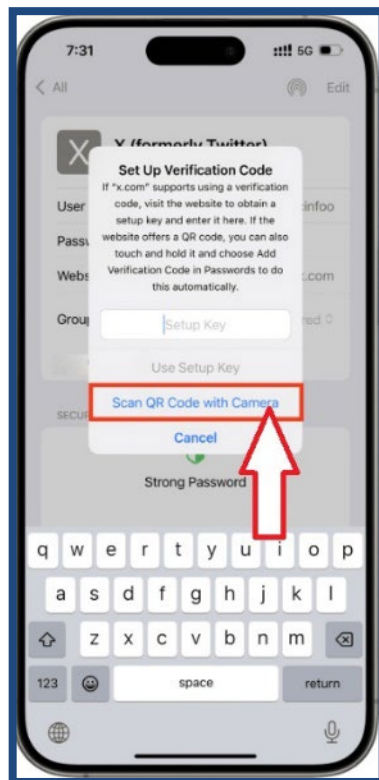 7:31
5G
All
Edit
X
X (formerly Twitter)
Set Up Verification Code
If "x.com" supports using a verification
code, visit the website to obtain a
setup key and enter it here. If the
website offers a QR code, you can also
touch and hold it and choose Add
Verification Code in Passwords to do
this automatically.
User
Setup Key
Use Setup Key
Scan QR Code with Camera
Cancel
Strong Password
q w e r t y u i o p
a s d f g h j k l
z x c v b n m
123 space return